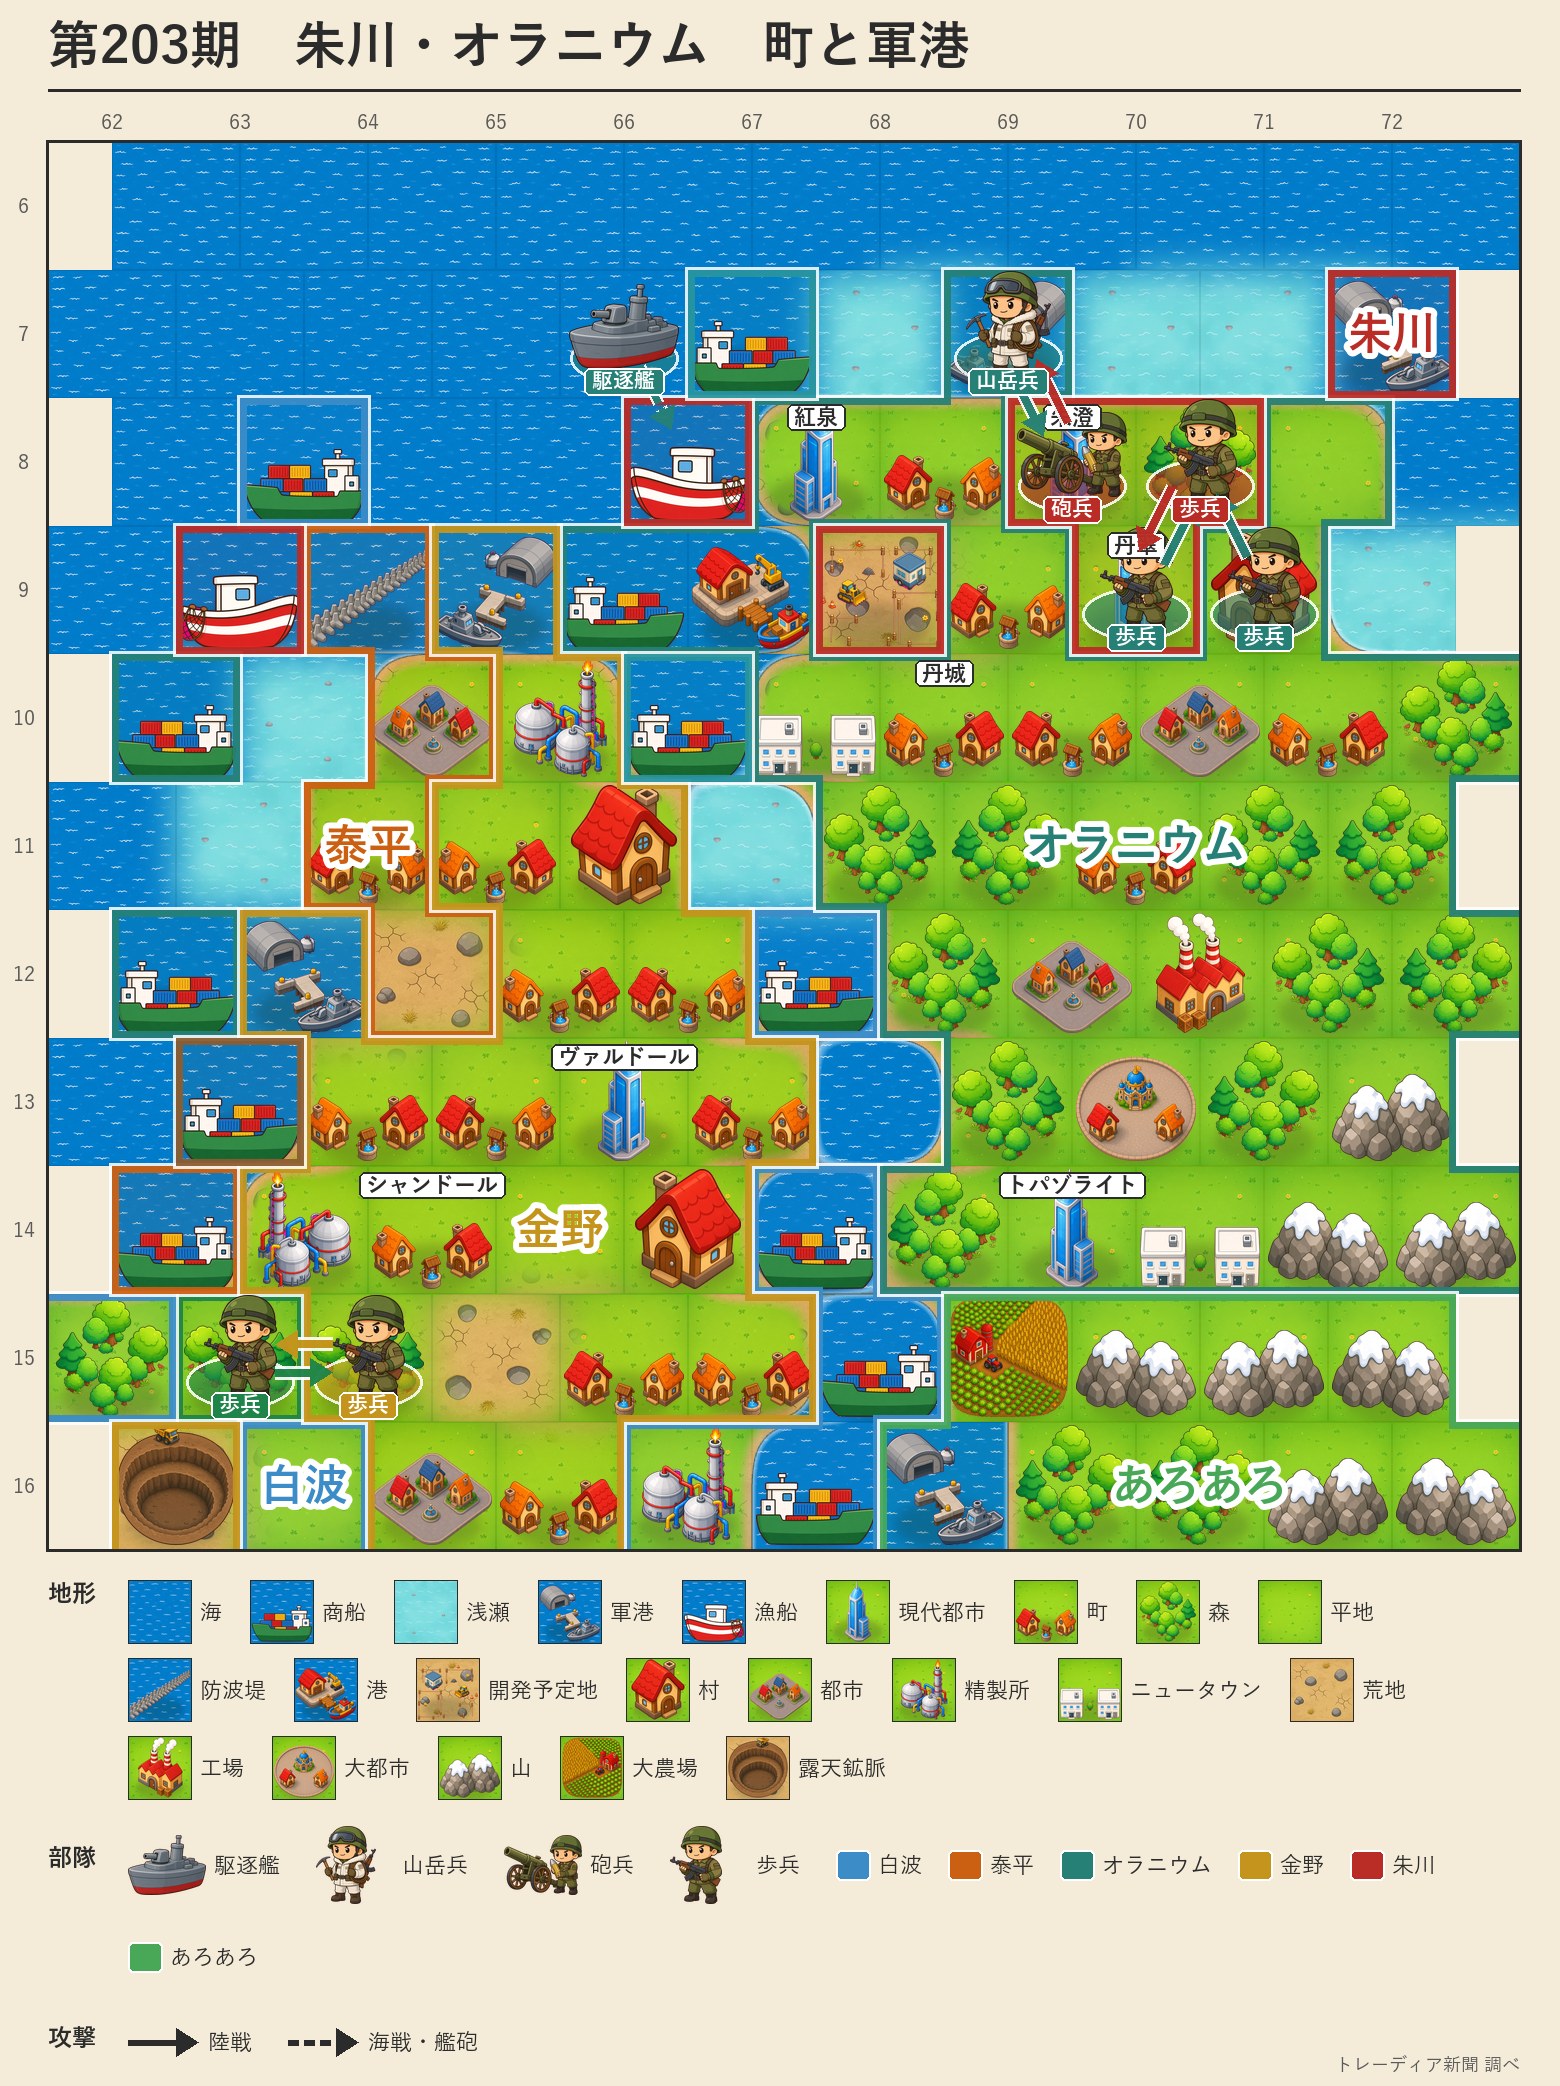 第203期 朱川・オラニウム 町と軍港
62 63 64 65 66 67 68 69 70 71 72
6
7
駆逐艦
山岳兵
朱川
8
紅泉
砲兵
歩兵
9
歩兵
歩兵
10
丹城
11
泰平
オラニウム
12
13
ヴァルドール
14
シャンドール
金野
トパゾライト
15
歩兵
歩兵
16
白波
あろあろ
地形
海 商船 浅瀬 軍港 漁船 現代都市 町 森 平地
防波堤 港 開発予定地 村 都市 精製所 ニュータウン 荒地
工場 大都市 山 大農場 露天鉱脈
部隊
駆逐艦 山岳兵 砲兵 歩兵 白波 泰平 オラニウム 金野 朱川
あろあろ
攻撃
陸戦 海戦・艦砲
トレーディア新聞 調べ